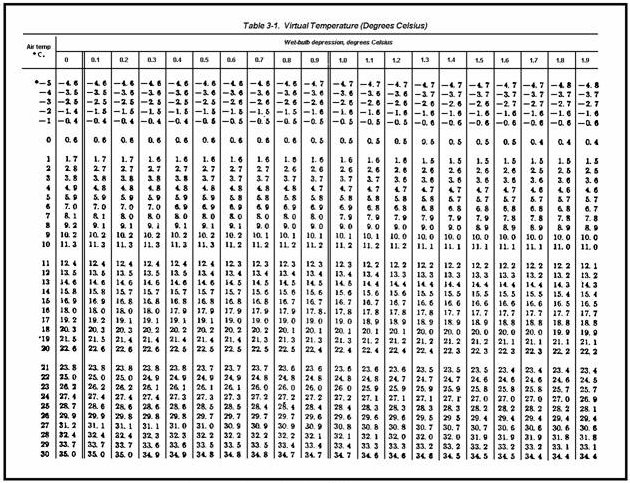 Table 3-1. Virtual Temperature (Degrees Celsius)
Wet-bulb depression, degrees Celsius
Air temp
°C.
0 0.1 0.2 0.3 0.4 0.5 0.6 0.7 0.8 0.9 1.0 1.1 1.2 1.3 1.4 1.5 1.6 1.7 1.8 1.9
*−5 −4.6 −4.6 −4.6 −4.6 −4.6 −4.6 −4.6 −4.6 −4.6 −4.7 −4.7 −4.7 −4.7 −4.7 −4.7 −4.7 −4.7 −4.7 −4.8 −4.8
−4 −3.6 −3.5 −3.6 −3.6 −3.6 −3.6 −3.6 −3.6 −3.6 −3.6 −3.6 −3.6 −3.6 −3.7 −3.7 −3.7 −3.7 −3.7 −3.7 −3.7
−3 −2.5 −2.5 −2.5 −2.5 −2.5 −2.5 −2.6 −2.6 −2.6 −2.6 −2.6 −2.6 −2.6 −2.6 −2.6 −2.6 −2.7 −2.7 −2.7 −2.7
−2 −1.4 −1.5 −1.5 −1.5 −1.5 −1.5 −1.5 −1.5 −1.5 −1.5 −1.5 −1.6 −1.6 −1.6 −1.6 −1.6 −1.6 −1.6 −1.6 −1.6
−1 −0.4 −0.4 −0.4 −0.4 −0.4 −0.4 −0.5 −0.5 −0.5 −0.5 −0.5 −0.5 −0.5 −0.5 −0.5 −0.5 −0.5 −0.6 −0.6 −0.6
0 0.6 0.6 0.6 0.6 0.6 0.6 0.6 0.6 0.6 0.5 0.5 0.5 0.5 0.5 0.5 0.5 0.5 0.4 0.4 0.4
1 1.7 1.7 1.7 1.6 1.6 1.6 1.6 1.6 1.6 1.6 1.6 1.6 1.6 1.5 1.5 1.5 1.5 1.5 1.5 1.5
2 2.8 2.7 2.7 2.7 2.7 2.7 2.7 2.7 2.6 2.6 2.6 2.6 2.6 2.6 2.6 2.6 2.6 2.5 2.5 2.5
3 3.8 3.8 3.8 3.8 3.8 3.7 3.7 3.7 3.7 3.7 3.7 3.7 3.6 3.6 3.6 3.6 3.6 3.6 3.6 3.6
4 4.9 4.8 4.8 4.8 4.8 4.8 4.8 4.8 4.8 4.7 4.7 4.7 4.7 4.7 4.7 4.7 4.7 4.6 4.6 4.6
5 5.9 5.9 5.9 5.9 5.9 5.9 5.8 5.8 5.8 5.8 5.8 5.8 5.8 5.8 5.7 5.7 5.7 5.7 5.7 5.7
6 7.0 7.0 7.0 7.0 6.9 6.9 6.9 6.9 6.9 6.9 6.9 6.8 6.8 6.8 6.8 6.8 6.8 6.8 6.8 6.7
7 8.1 8.1 8.0 8.0 8.0 8.0 8.0 8.0 8.0 7.9 7.9 7.9 7.9 7.9 7.9 7.9 7.8 7.8 7.8 7.8
8 9.2 9.1 9.1 9.1 9.1 9.1 9.1 9.0 9.0 9.0 9.0 9.0 9.0 9.0 9.0 8.9 8.9 8.9 8.9 8.9
9 10.2 10.2 10.2 10.2 10.2 10.2 10.1 10.1 10.1 10.1 10.1 10.1 10.1 10.0 10.0 10.0 10.0 10.0 10.0 10.0
10 11.3 11.3 11.3 11.3 11.3 11.2 11.2 11.2 11.2 11.2 11.2 11.2 11.2 11.1 11.1 11.1 11.1 11.1 11.0 11.0
11 12.4 12.4 12.4 12.4 12.4 12.3 12.3 12.3 12.3 12.3 12.3 12.2 12.2 12.2 12.2 12.2 12.2 12.2 12.2 12.1
12 13.5 13.5 13.5 13.5 13.4 13.4 13.4 13.4 13.4 13.4 13.4 13.4 13.3 13.3 13.3 13.3 13.3 13.2 13.2 13.2
13 14.6 14.6 14.6 14.6 14.6 14.5 14.5 14.5 14.5 14.5 14.5 14.4 14.4 14.4 14.4 14.4 14.4 14.4 14.3 14.3
14 15.8 15.8 15.7 15.7 15.7 15.7 15.7 15.6 15.6 15.6 15.6 15.6 15.5 15.5 15.5 15.5 15.5 15.5 15.4 15.4
15 16.9 16.9 16.8 16.8 16.8 16.8 16.8 16.8 16.7 16.7 16.7 16.7 16.7 16.6 16.6 16.6 16.6 16.6 16.5 16.5
16 18.0 18.0 18.0 18.0 17.9 17.9 17.9 17.9 17.9 17.8 17.8 17.8 17.8 17.8 17.7 17.7 17.7 17.7 17.7 17.7
17 19.2 19.2 19.1 19.1 19.1 19.1 19.0 19.0 19.0 19.0 19.0 18.9 18.9 18.9 18.9 18.9 18.8 18.8 18.8 18.8
18 20.3 20.3 20.3 20.2 20.2 20.2 20.2 20.2 20.1 20.1 20.1 20.1 20.1 20.0 20.0 20.0 20.0 20.0 19.9 19.9
19 21.5 21.5 21.4 21.4 21.4 21.4 21.3 21.3 21.3 21.3 21.3 21.2 21.2 21.2 21.2 21.2 21.1 21.1 21.1 21.1
20 22.6 22.6 22.6 22.6 22.5 22.5 22.5 22.5 22.5 22.4 22.4 22.4 22.4 22.4 22.3 22.3 22.3 22.3 22.2 22.2
21 23.8 23.8 23.8 23.8 23.8 23.7 23.7 23.7 23.6 23.6 23.6 23.6 23.6 23.5 23.5 23.5 23.4 23.4 23.4 23.4
22 25.0 25.0 25.0 24.9 24.9 24.9 24.9 24.8 24.8 24.8 24.8 24.8 24.7 24.7 24.7 24.6 24.6 24.6 24.6 24.5
23 26.2 26.2 26.2 26.1 26.1 26.1 26.1 26.0 26.0 26.0 26.0 25.9 25.9 25.9 25.9 25.8 25.8 25.8 25.7 25.7
24 27.4 27.4 27.4 27.4 27.3 27.3 27.3 27.2 27.2 27.2 27.2 27.1 27.1 27.1 27.1 27.0 27.0 27.0 27.0 26.9
25 28.7 28.6 28.6 28.6 28.6 28.5 28.5 28.4 28.4 28.4 28.4 28.3 28.3 28.3 28.3 28.2 28.2 28.2 28.2 28.1
26 29.9 29.9 29.8 29.8 29.8 29.7 29.7 29.7 29.7 29.6 29.6 29.6 29.6 29.5 29.5 29.4 29.4 29.4 29.4 29.4
27 31.2 31.1 31.1 31.1 31.0 31.0 30.9 30.9 30.9 30.9 30.8 30.8 30.8 30.8 30.7 30.7 30.7 30.6 30.6 30.6
28 32.4 32.4 32.4 32.3 32.3 32.2 32.2 32.2 32.2 32.1 32.1 32.1 32.0 32.0 32.0 31.9 31.9 31.9 31.8 31.8
29 33.7 33.7 33.7 33.6 33.6 33.5 33.5 33.5 33.4 33.4 33.4 33.3 33.3 33.3 33.2 33.2 33.2 33.2 33.1 33.1
30 35.0 35.0 35.0 34.9 34.9 34.8 34.8 34.8 34.7 34.7 34.7 34.6 34.6 34.6 34.5 34.5 34.5 34.4 34.4 34.4